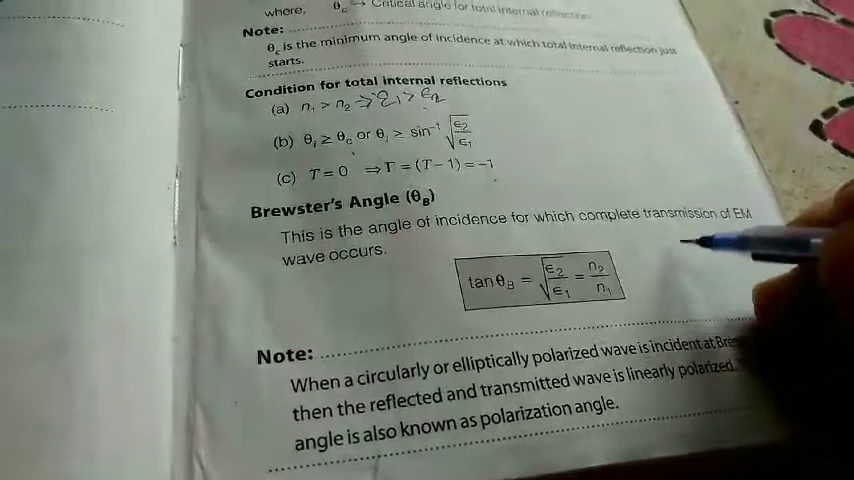 where, θc → Critical angle for total internal reflection
Note:
θc is the minimum angle of incidence at which total internal reflection just
starts.
Condition for total internal reflections
(a) n₁ > n₂ ⇒ ε₁ > ε₂
(b) θi ≥ θc or θi ≥ sin⁻¹ √(ε₂/ε₁)
(c) T = 0 ⇒ Γ = (T − 1) = −1
Brewster's Angle (θB)
This is the angle of incidence for which complete transmission of EM
wave occurs.
tan θB = √(ε₂/ε₁) = n₂/n₁
Note:
When a circularly or elliptically polarized wave is incident at
then the reflected and transmitted wave is linearly polarized.
angle is also known as polarization angle.